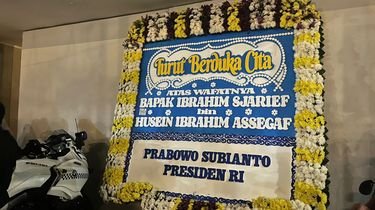 Turut Berduka Cita
ATAS WAFATNYA
BAPAK IBRAHIM SJARIEF
bin
HUSEIN IBRAHIM ASSEGAF
PRABOWO SUBIANTO
PRESIDEN RI